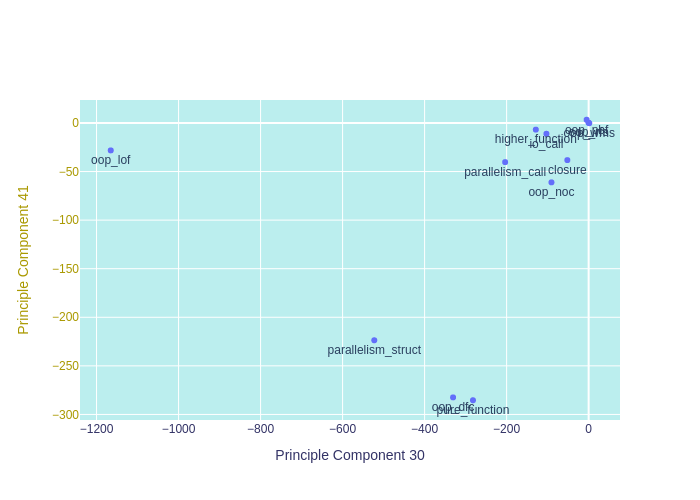 0
−50
−100
−150
−200
−250
−300
−1200
−1000
−800
−600
−400
−200
0
Principle Component 30
Principle Component 41
oop_lof
higher_function
io_call
parallelism_call
closure
oop_noc
parallelism_struct
oop_dfc
pure_function